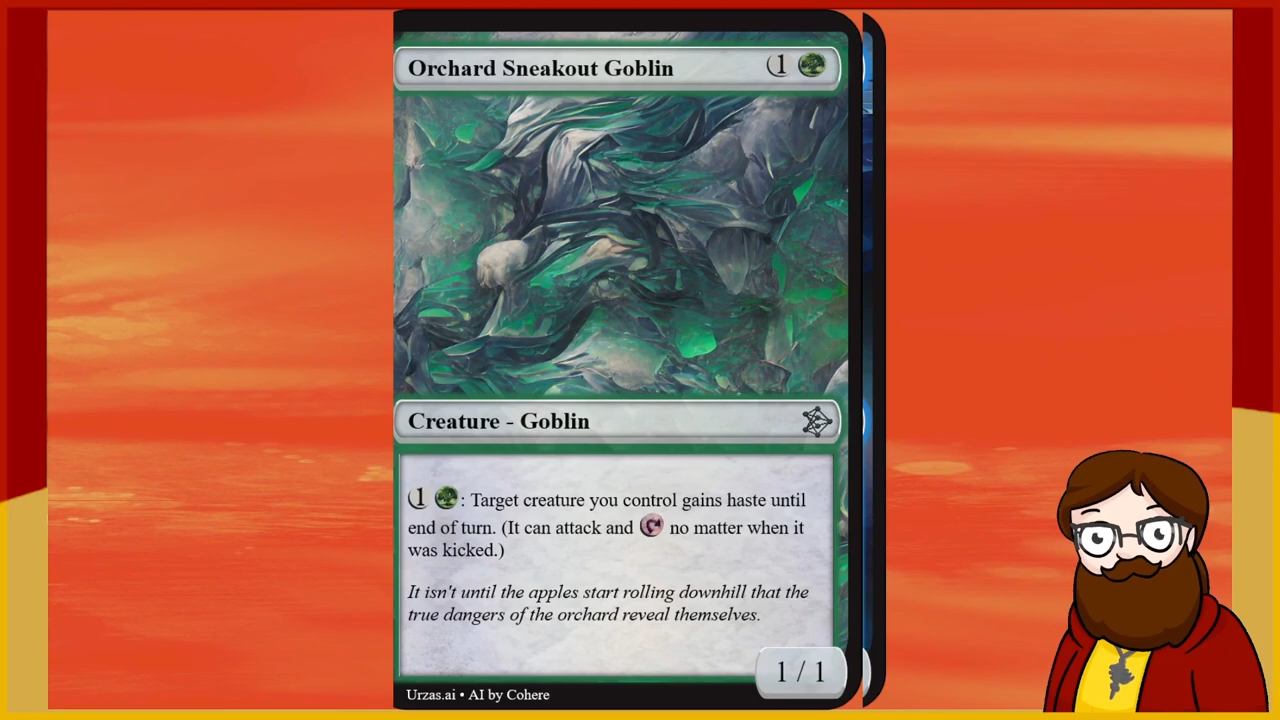 Orchard Sneakout Goblin 1
Creature - Goblin
1 : Target creature you control gains haste until
end of turn. (It can attack and no matter when it
was kicked.)
It isn't until the apples start rolling downhill that the
true dangers of the orchard reveal themselves.
1 / 1
Urzas.ai • AI by Cohere